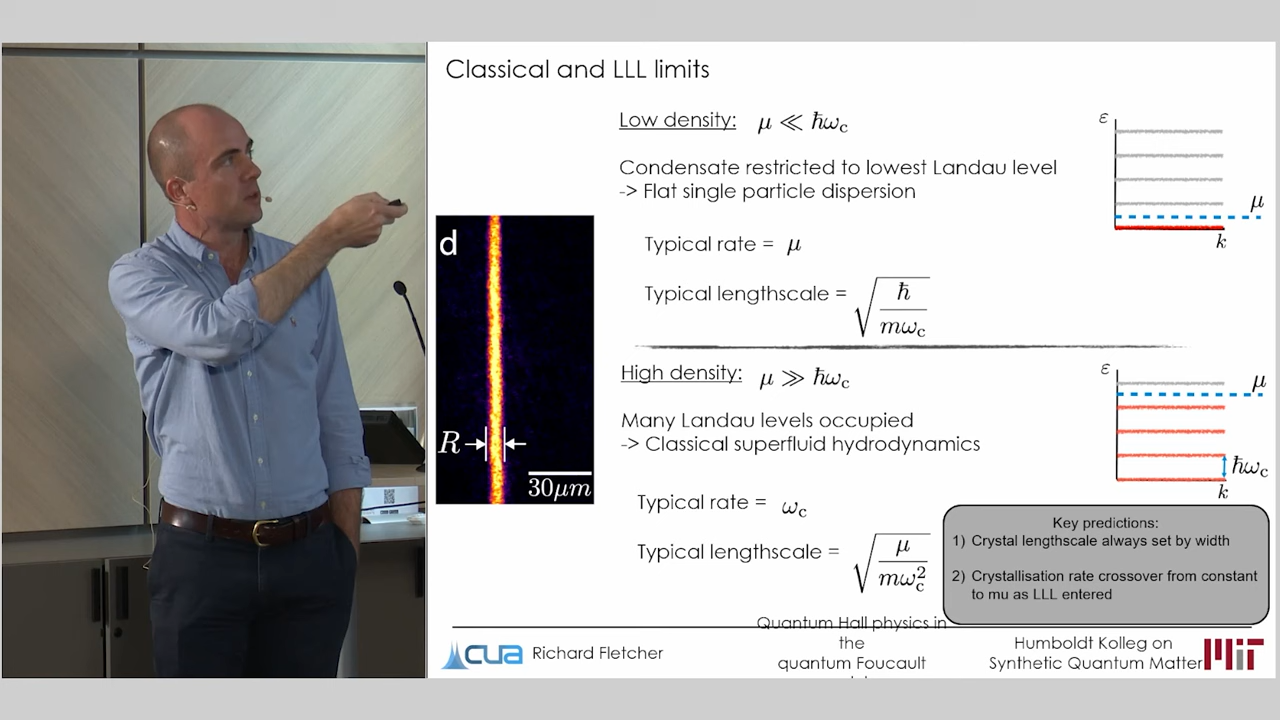 Classical and LLL limits
Low density: μ ≪ ħω_c
Condensate restricted to lowest Landau level
-> Flat single particle dispersion
Typical rate = μ
Typical lengthscale = √(ħ / mω_c)
ε
μ
k
d
R
30μm
High density: μ ≫ ħω_c
Many Landau levels occupied
-> Classical superfluid hydrodynamics
Typical rate = ω_c
Typical lengthscale = √(μ / mω_c²)
ε
μ
ħω_c
k
Key predictions:
1) Crystal lengthscale always set by width
2) Crystallisation rate crossover from constant
to mu as LLL entered
CUA
Richard Fletcher
Quantum Hall physics in
the
quantum Foucault
Humboldt Kolleg on
Synthetic Quantum Matter
MIT